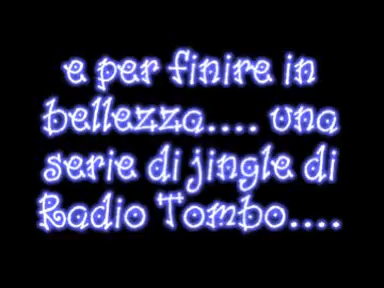 e per finire in
bellezza.... una
serie di jingle di
Radio Tombo....